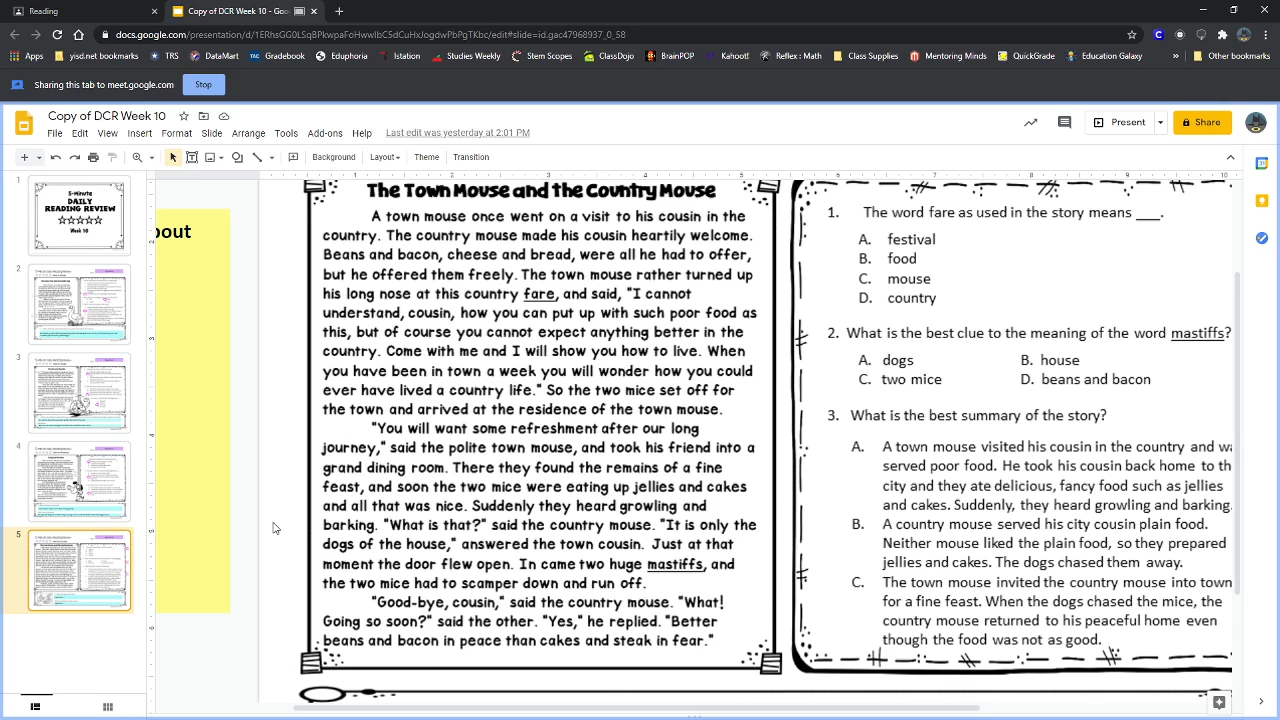 Reading
Copy of DCR Week 10 - Goo
docs.google.com/presentation/d/1ERhsGG0LSqBPkwpaFoHwwlbC5dCuHxJogdwPbPgTKbc/edit#slide=id.gac47968937_0_58
Apps
ysd.net bookmarks
TRS
DataMart
Gradebook
Euphoria
Istation
Studies Weekly
Stem Scopes
ClassDojo
BrainPOP
Kahoot!
Reflex: Math
Class Supplies
Mentoring Minds
QuickGrade
Education Galaxy
Other bookmarks
Sharing this tab to meet.google.com
Stop
Copy of DCR Week 10
File Edit View Insert Format Slide Arrange Tools Add-ons Help Last edit was yesterday at 2:01 PM
Present
Share
Background Layout Theme Transition
1
5-Minute
DAILY
READING REVIEW
Week 10
2
3
4
5
bout
The Town Mouse and the Country Mouse
A town mouse once went on a visit to his cousin in the
country. The country mouse made his cousin heartily welcome.
Beans and bacon, cheese and bread, were all he had to offer,
but he offered them freely. The town mouse rather turned up
his long nose at this country fare, and said, "I cannot
understand, cousin, how you can put up with such poor food as
this, but of course you cannot expect anything better in the
country. Come with me and I will show you how to live. When
you have been in town a week you will wonder how you could
ever have lived a country life." So the two mice set off for
the town and arrived at the residence of the town mouse.
"You will want some refreshment after our long
journey," said the polite town mouse, and took his friend into a
grand dining room. There they found the remains of a fine
feast, and soon the two mice were eating up jellies and cakes
and all that was nice. Suddenly they heard growling and
barking. "What is that?" said the country mouse. "It is only the
dogs of the house," answered the town cousin. Just at that
moment the door flew open. In came two huge mastiffs, and
the two mice had to scamper down and run off.
"Good-bye, cousin," said the country mouse. "What!
Going so soon?" said the other. "Yes," he replied. "Better
beans and bacon in peace than cakes and steak in fear."
1. The word fare as used in the story means ___.
A. festival
B. food
C. mouse
D. country
2. What is the best clue to the meaning of the word mastiffs?
A. dogs B. house
C. two mice D. beans and bacon
3. What is the best summary of the story?
A. A town mouse visited his cousin in the country and wa
served poor food. He took his cousin back home to th
city and they ate delicious, fancy food such as jellies
and cakes. Suddenly, they heard growling and barking.
B. A country mouse served his city cousin plain food.
Neither mouse liked the plain food, so they prepared
jellies and cakes. The dogs chased them away.
C. The town mouse invited the country mouse into town
for a fine feast. When the dogs chased the mice, the
country mouse returned to his peaceful home even
though the food was not as good.